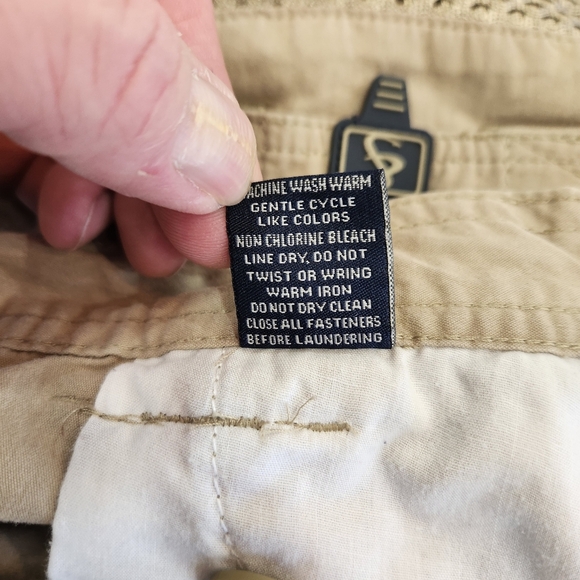 MACHINE WASH WARM
GENTLE CYCLE
LIKE COLORS
NON CHLORINE BLEACH
LINE DRY, DO NOT
TWIST OR WRING
WARM IRON
DO NOT DRY CLEAN
CLOSE ALL FASTENERS
BEFORE LAUNDERING